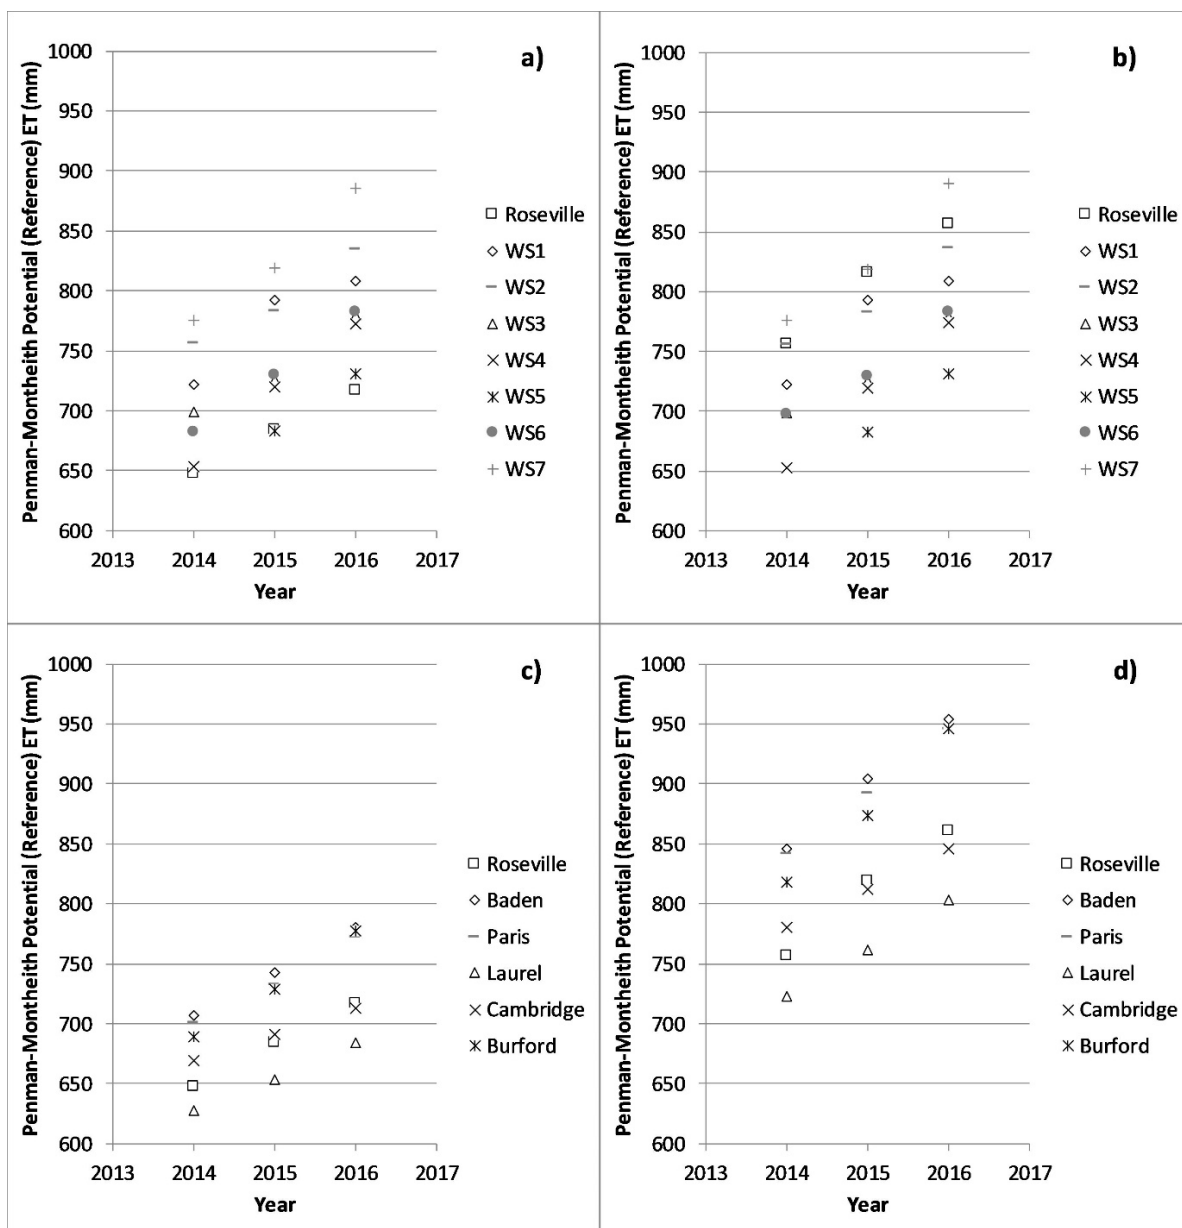 a)
Penman-Montheith Potential (Reference) ET (mm)
1000
950
900
850
800
750
700
650
600
2013 2014 2015 2016 2017
Year
Roseville
WS1
WS2
WS3
WS4
WS5
WS6
WS7
b)
Penman-Montheith Potential (Reference) ET (mm)
1000
950
900
850
800
750
700
650
600
2013 2014 2015 2016 2017
Year
Roseville
WS1
WS2
WS3
WS4
WS5
WS6
WS7
c)
Penman-Montheith Potential (Reference) ET (mm)
1000
950
900
850
800
750
700
650
600
2013 2014 2015 2016 2017
Year
Roseville
Baden
Paris
Laurel
Cambridge
Burford
d)
Penman-Montheith Potential (Reference) ET (mm)
1000
950
900
850
800
750
700
650
600
2013 2014 2015 2016 2017
Year
Roseville
Baden
Paris
Laurel
Cambridge
Burford